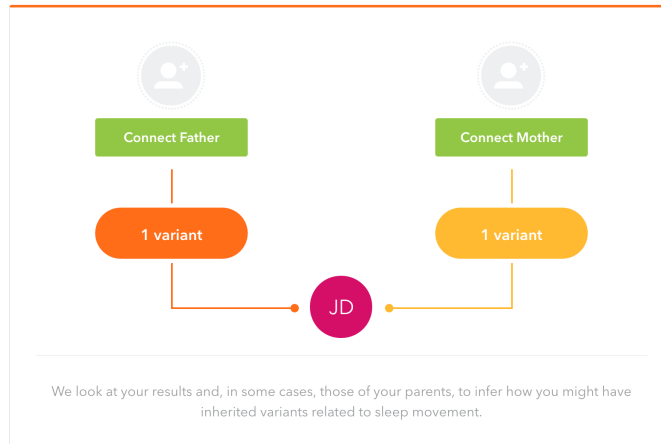 Connect Father
Connect Mother
1 variant
1 variant
JD
We look at your results and, in some cases, those of your parents, to infer how you might have
inherited variants related to sleep movement.